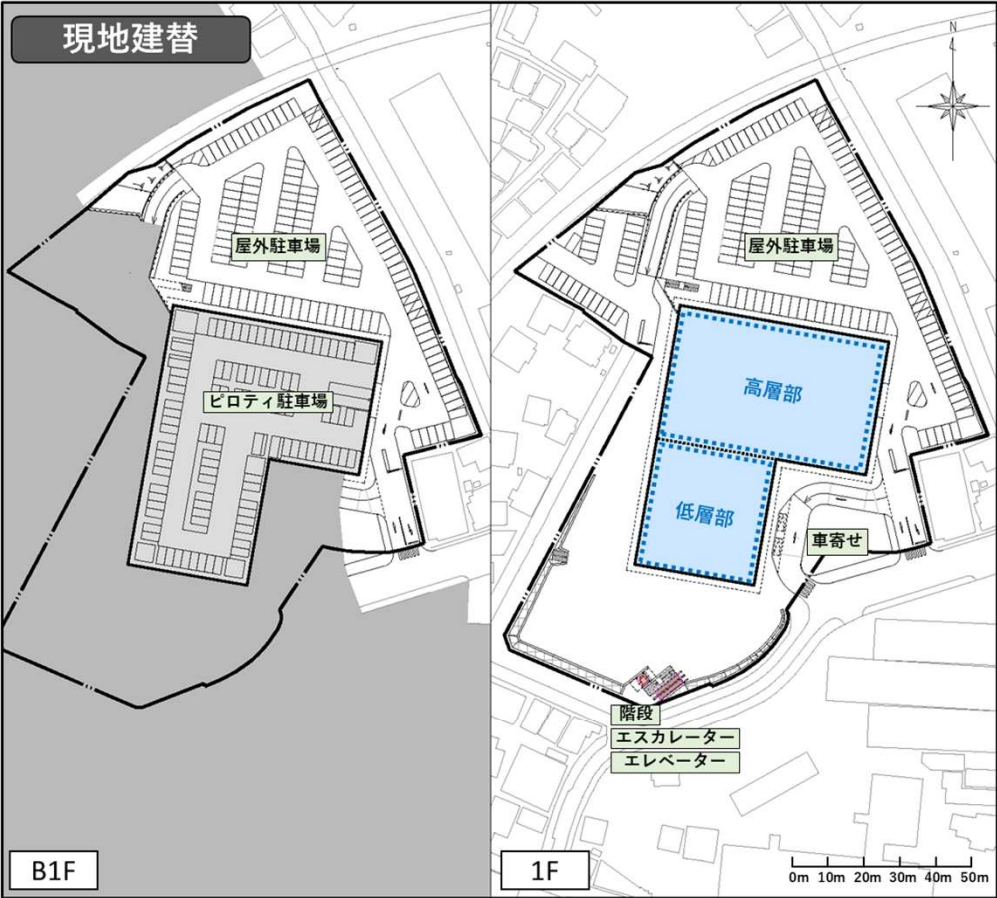 現地建替
屋外駐車場
ピロティ駐車場
B1F
N
屋外駐車場
高層部
低層部
車寄せ
階段
エスカレーター
エレベーター
1F
0m 10m 20m 30m 40m 50m